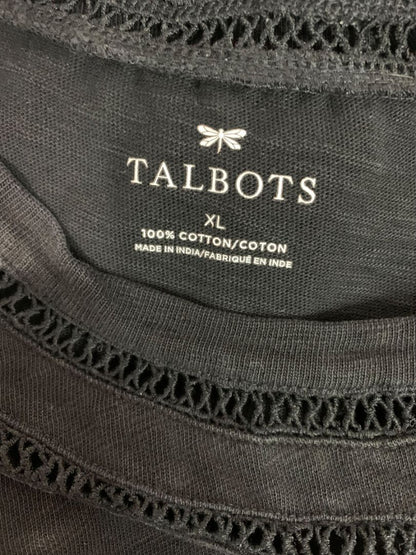 TALBOTS
XL
100% COTTON/COTON
MADE IN INDIA/FABRIQUÉ EN INDE